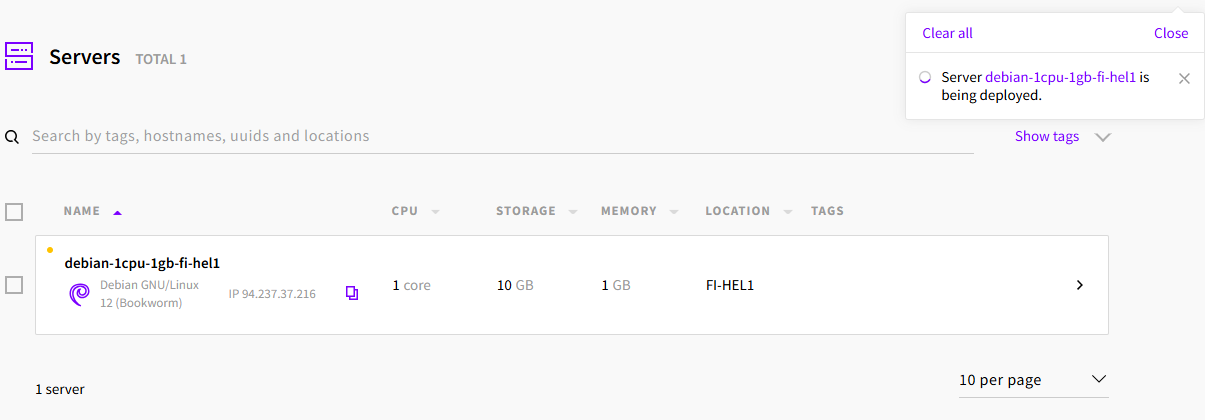 Clear all Close
Servers TOTAL 1
Server debian-1cpu-1gb-fi-hel1 is
being deployed.
Search by tags, hostnames, uuids and locations
Show tags
NAME CPU STORAGE MEMORY LOCATION TAGS
debian-1cpu-1gb-fi-hel1
Debian GNU/Linux
12 (Bookworm)
IP 94.237.37.216
1 core
10 GB
1 GB
FI-HEL1
1 server
10 per page